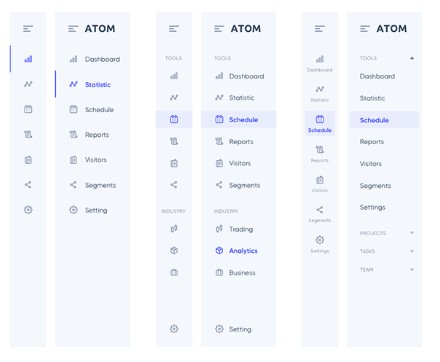 ATOM
Dashboard
Statistic
Schedule
Reports
Visitors
Segments
Setting
TOOLS
INDUSTRY
ATOM
TOOLS
Dashboard
Statistic
Schedule
Reports
Visitors
Segments
INDUSTRY
Trading
Analytics
Business
Setting
Dashboard
Statistic
Schedule
Reports
Visitors
Segments
Settings
ATOM
TOOLS
Dashboard
Statistic
Schedule
Reports
Visitors
Segments
Settings
PROJECTS
TASKS
TEAM